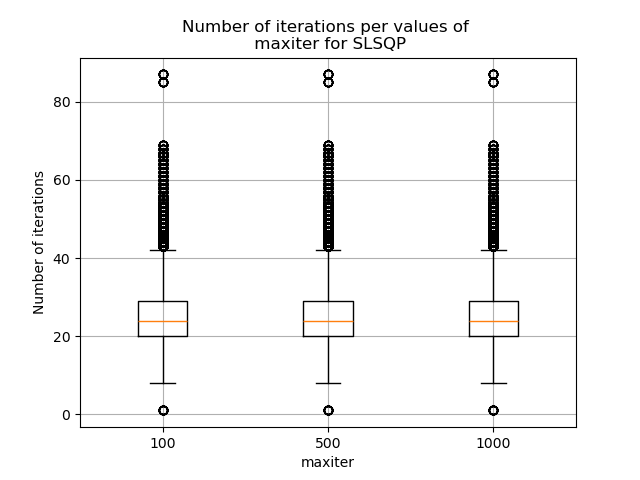 Number of iterations per values of
maxiter for SLSQP
Number of iterations
80
60
40
20
0
100
500
1000
maxiter